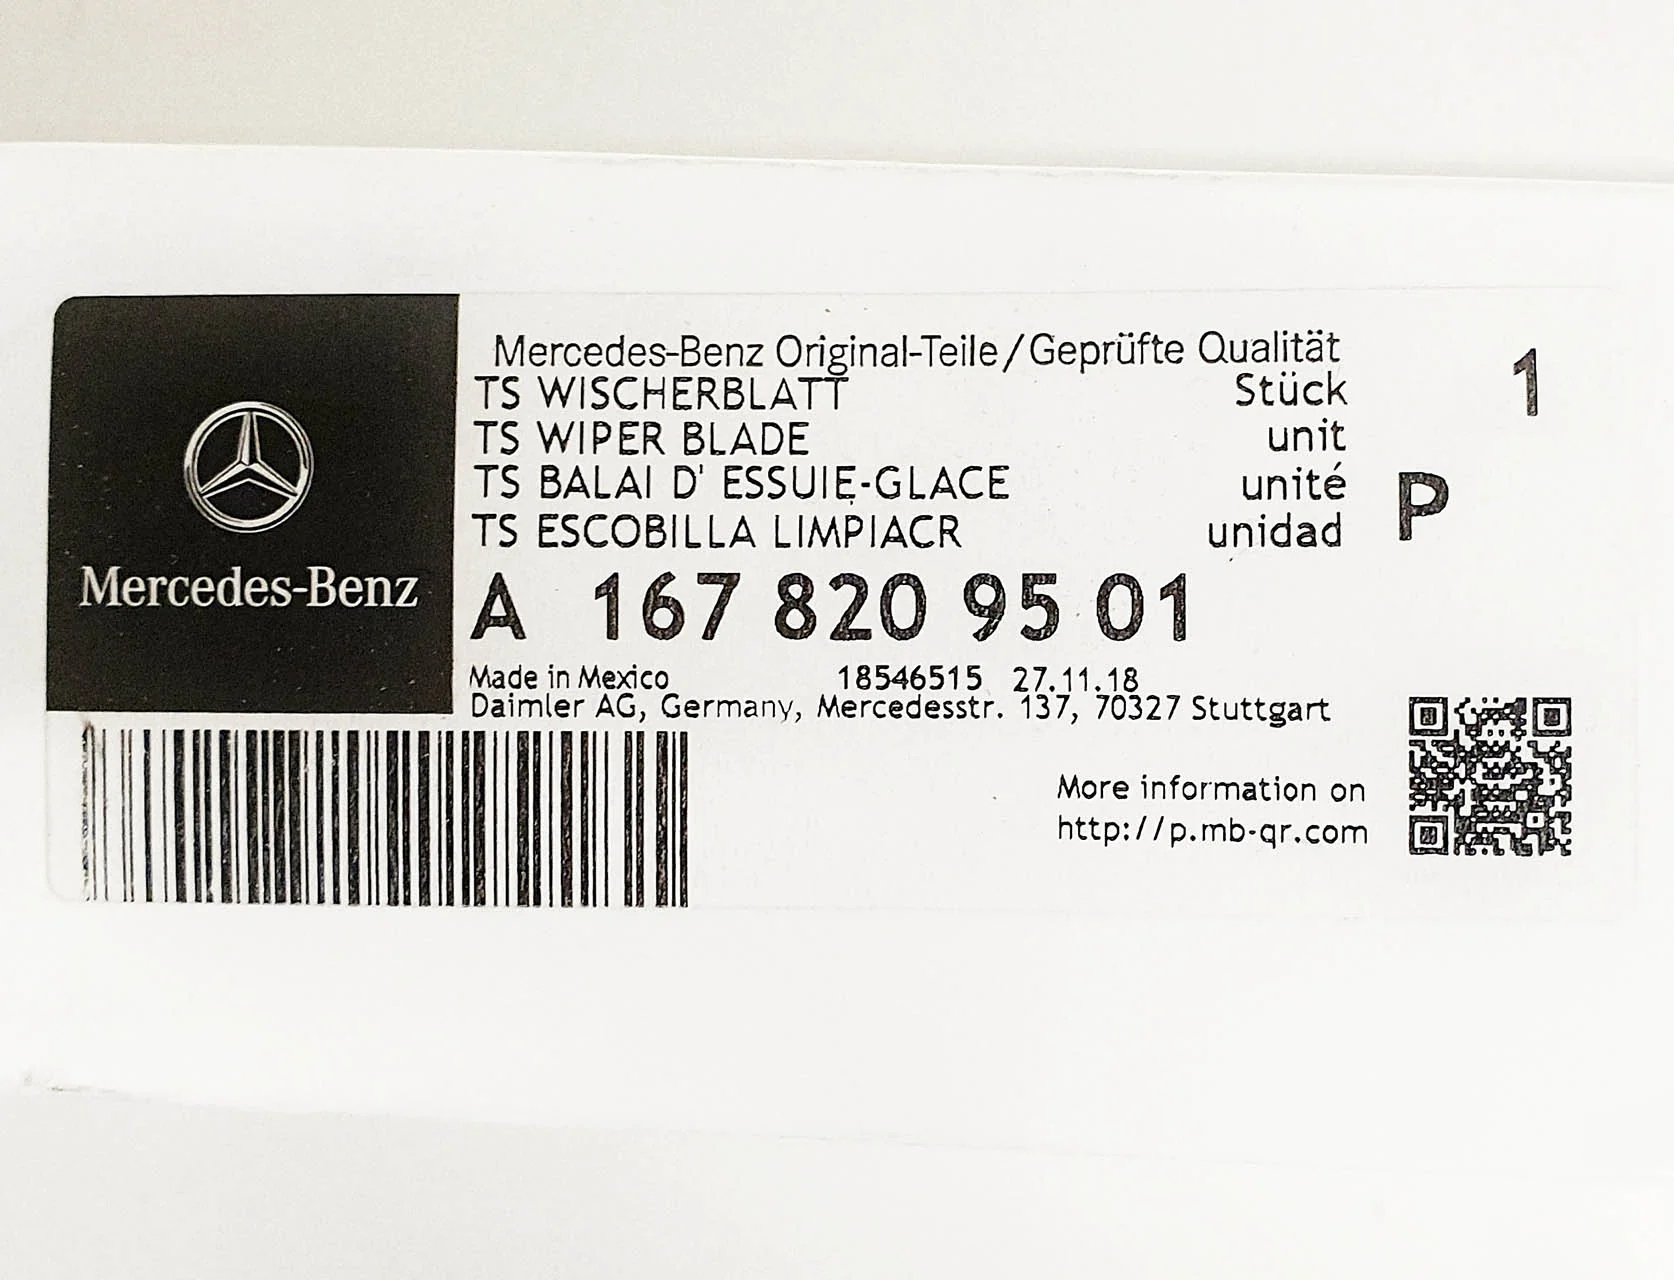 Mercedes-Benz
Mercedes-Benz Original-Teile/Geprüfte Qualität
TS WISCHERBLATT Stück 1
TS WIPER BLADE unit
TS BALAI D' ESSUIE-GLACE unité P
TS ESCOBILLA LIMPIACR unidad
A 167 820 95 01
Made in Mexico 18546515 27.11.18
Daimler AG, Germany, Mercedesstr. 137, 70327 Stuttgart
More information on
http://p.mb-qr.com